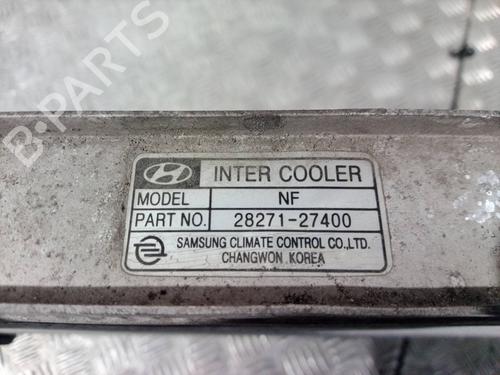 B-PARTS
INTER COOLER
MODEL NF
PART NO. 28271-27400
SAMSUNG CLIMATE CONTROL CO.,LTD.
CHANGWON, KOREA